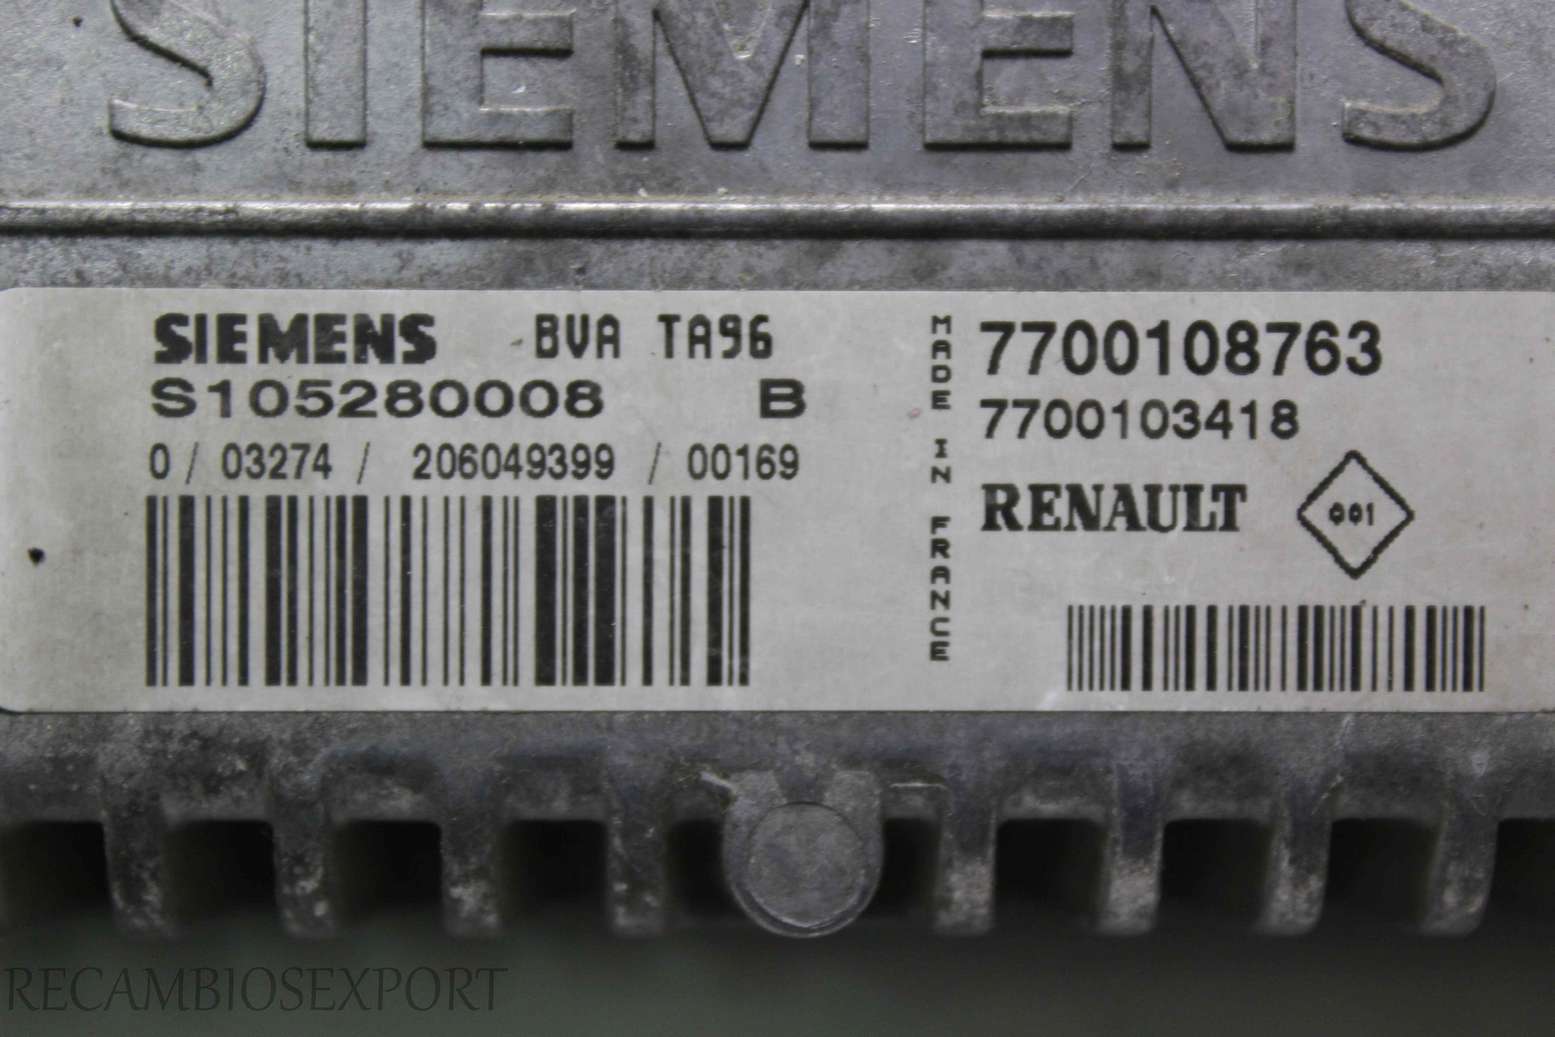 SIEMENS
SIEMENS BVA TA96
S105280008 B
0 / 03274 / 206049399 / 00169
MADE IN FRANCE
7700108763
7700103418
RENAULT 001
RECAMBIOSEXPORT